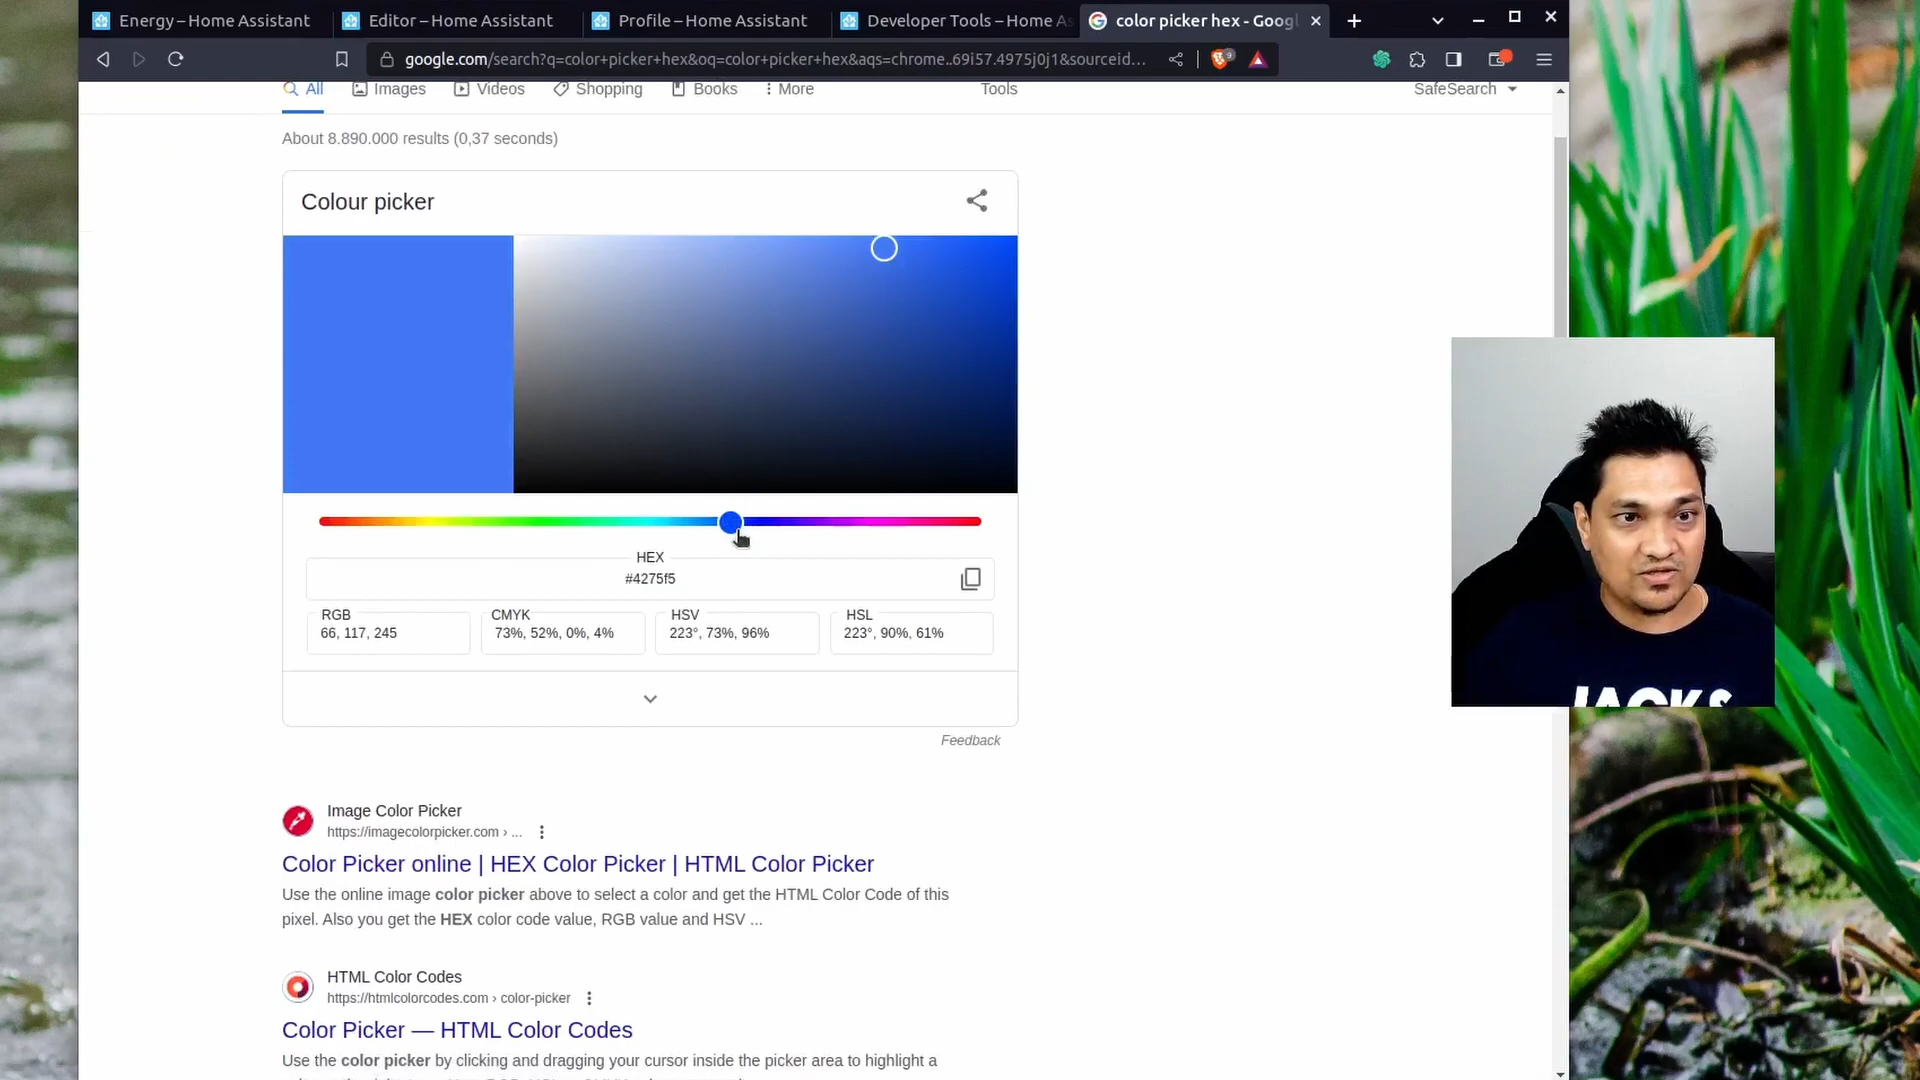 Energy – Home Assistant
Editor – Home Assistant
Profile – Home Assistant
Developer Tools – Home As
color picker hex - Googl
google.com/search?q=color+picker+hex&oq=color+picker+hex&aqs=chrome..69i57.4975j0j1&sourceid...
9
All
Images
Videos
Shopping
Books
More
Tools
SafeSearch
About 8.890.000 results (0,37 seconds)
Colour picker
HEX
#4275f5
RGB
66, 117, 245
CMYK
73%, 52%, 0%, 4%
HSV
223°, 73%, 96%
HSL
223°, 90%, 61%
Feedback
Image Color Picker
https://imagecolorpicker.com › ...
Color Picker online | HEX Color Picker | HTML Color Picker
Use the online image color picker above to select a color and get the HTML Color Code of this
pixel. Also you get the HEX color code value, RGB value and HSV ...
HTML Color Codes
https://htmlcolorcodes.com › color-picker
Color Picker — HTML Color Codes
Use the color picker by clicking and dragging your cursor inside the picker area to highlight a
JACKS